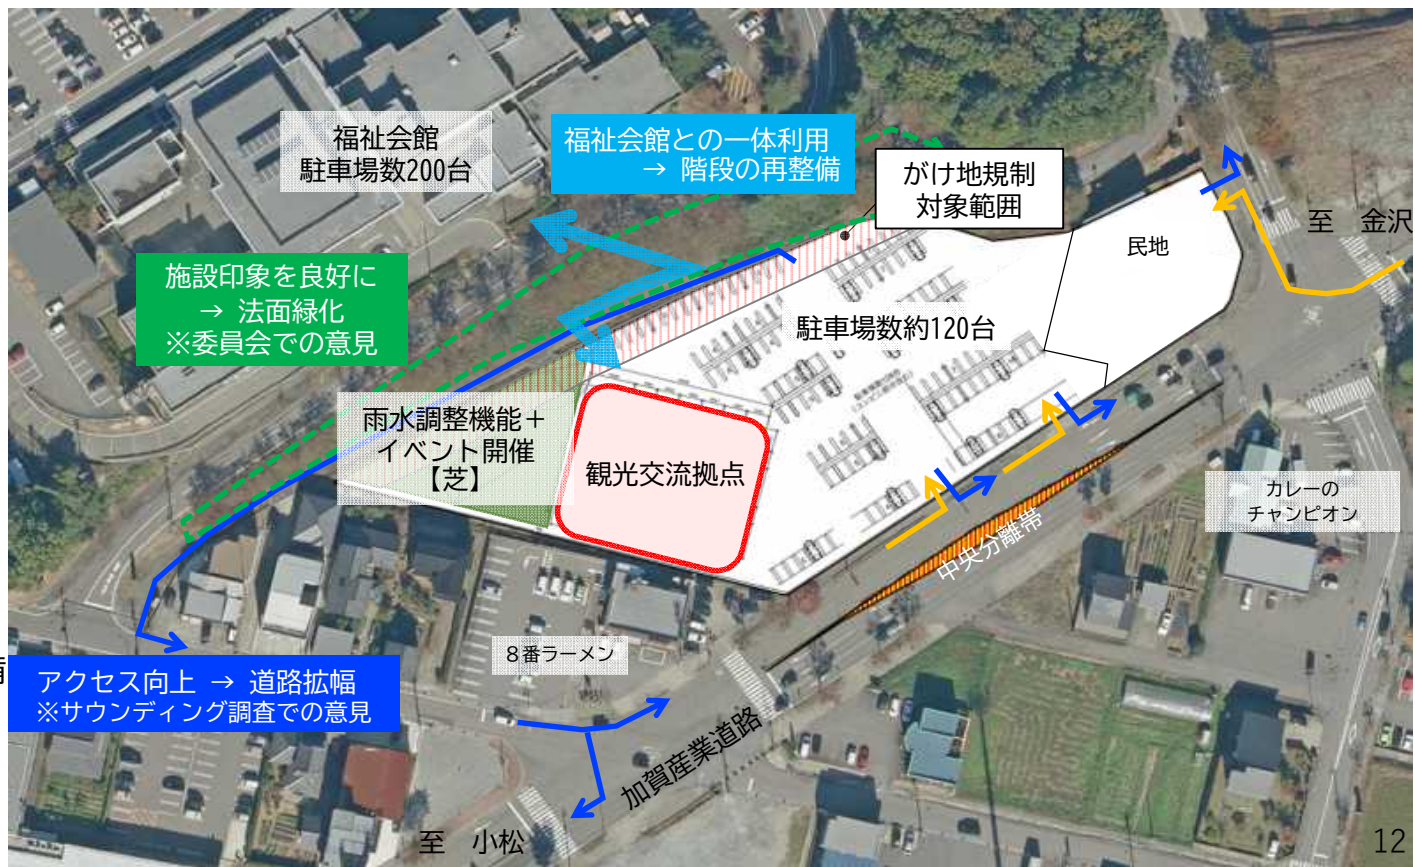 福祉会館
駐車場数200台
福祉会館との一体利用
→ 階段の再整備
がけ地規制
対象範囲
民地
至 金沢
施設印象を良好に
→ 法面緑化
※委員会での意見
駐車場数約120台
雨水調整機能＋
イベント開催
【芝】
観光交流拠点
カレーの
チャンピオン
中央分離帯
８番ラーメン
アクセス向上 → 道路拡幅
※サウンディング調査での意見
加賀産業道路
至 小松
12